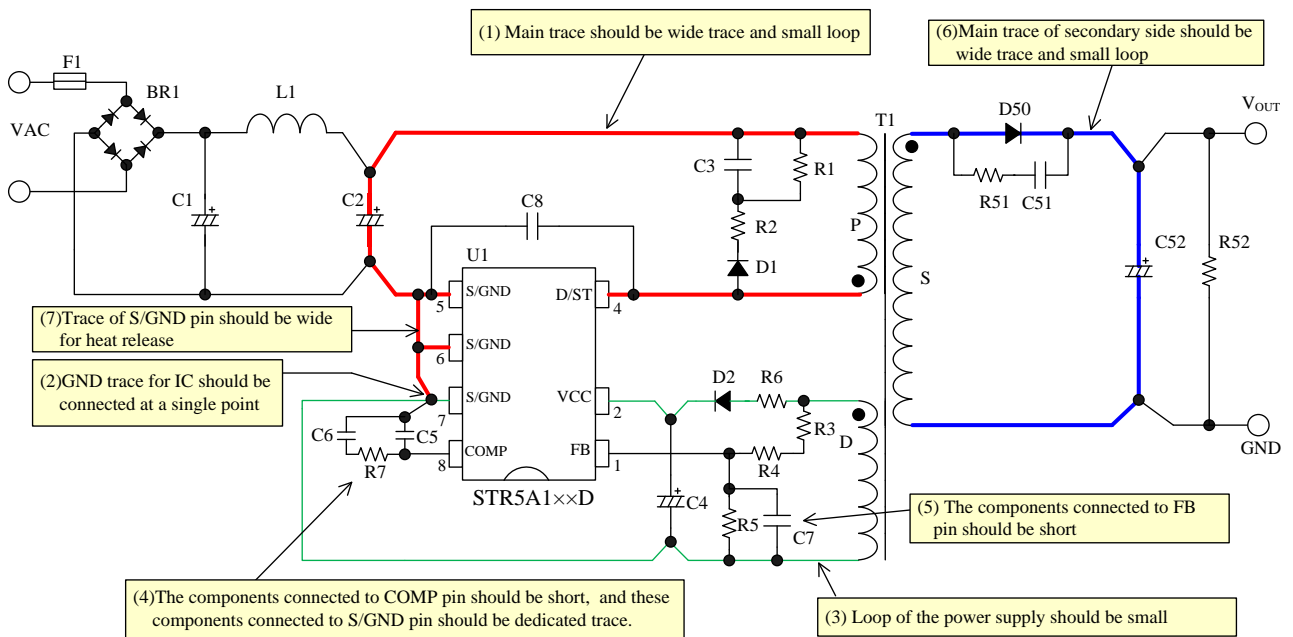 (1) Main trace should be wide trace and small loop
(6)Main trace of secondary side should be
wide trace and small loop
F1
BR1
L1
D50
VOUT
T1
VAC
C3
R1
R51
C51
C1
C2
C8
R2
P
C52
R52
U1
D1
S
S/GND
D/ST
5
4
(7)Trace of S/GND pin should be wide
for heat release
S/GND
6
(2)GND trace for IC should be
connected at a single point
D2
R6
S/GND
VCC
7
2
C6
C5
R3
D
GND
COMP
FB
R4
R7
8
1
STR5A1××D
C4
R5
C7
(5) The components connected to FB
pin should be short
(4)The components connected to COMP pin should be short, and these
components connected to S/GND pin should be dedicated trace.
(3) Loop of the power supply should be small